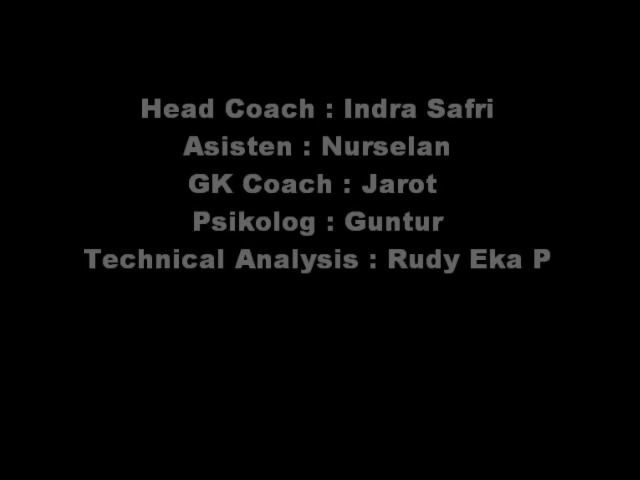 Head Coach : Indra Safri
Asisten : Nurselan
GK Coach : Jarot
Psikolog : Guntur
Technical Analysis : Rudy Eka P